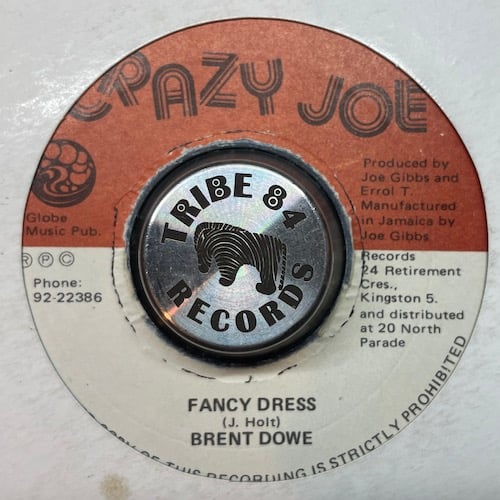 CRAZY JOE
Globe
Music Pub.
Ⓡ Ⓟ Ⓒ
Phone:
92-22386
Produced by
Joe Gibbs and
Errol T.
Manufactured
in Jamaica by
Joe Gibbs
Records
24 Retirement
Cres.,
Kingston 5.
and distributed
at 20 North
Parade
TRIBE 84
RECORDS
FANCY DRESS
(J. Holt)
BRENT DOWE
COPY OF THIS RECORDING IS STRICTLY PROHIBITED